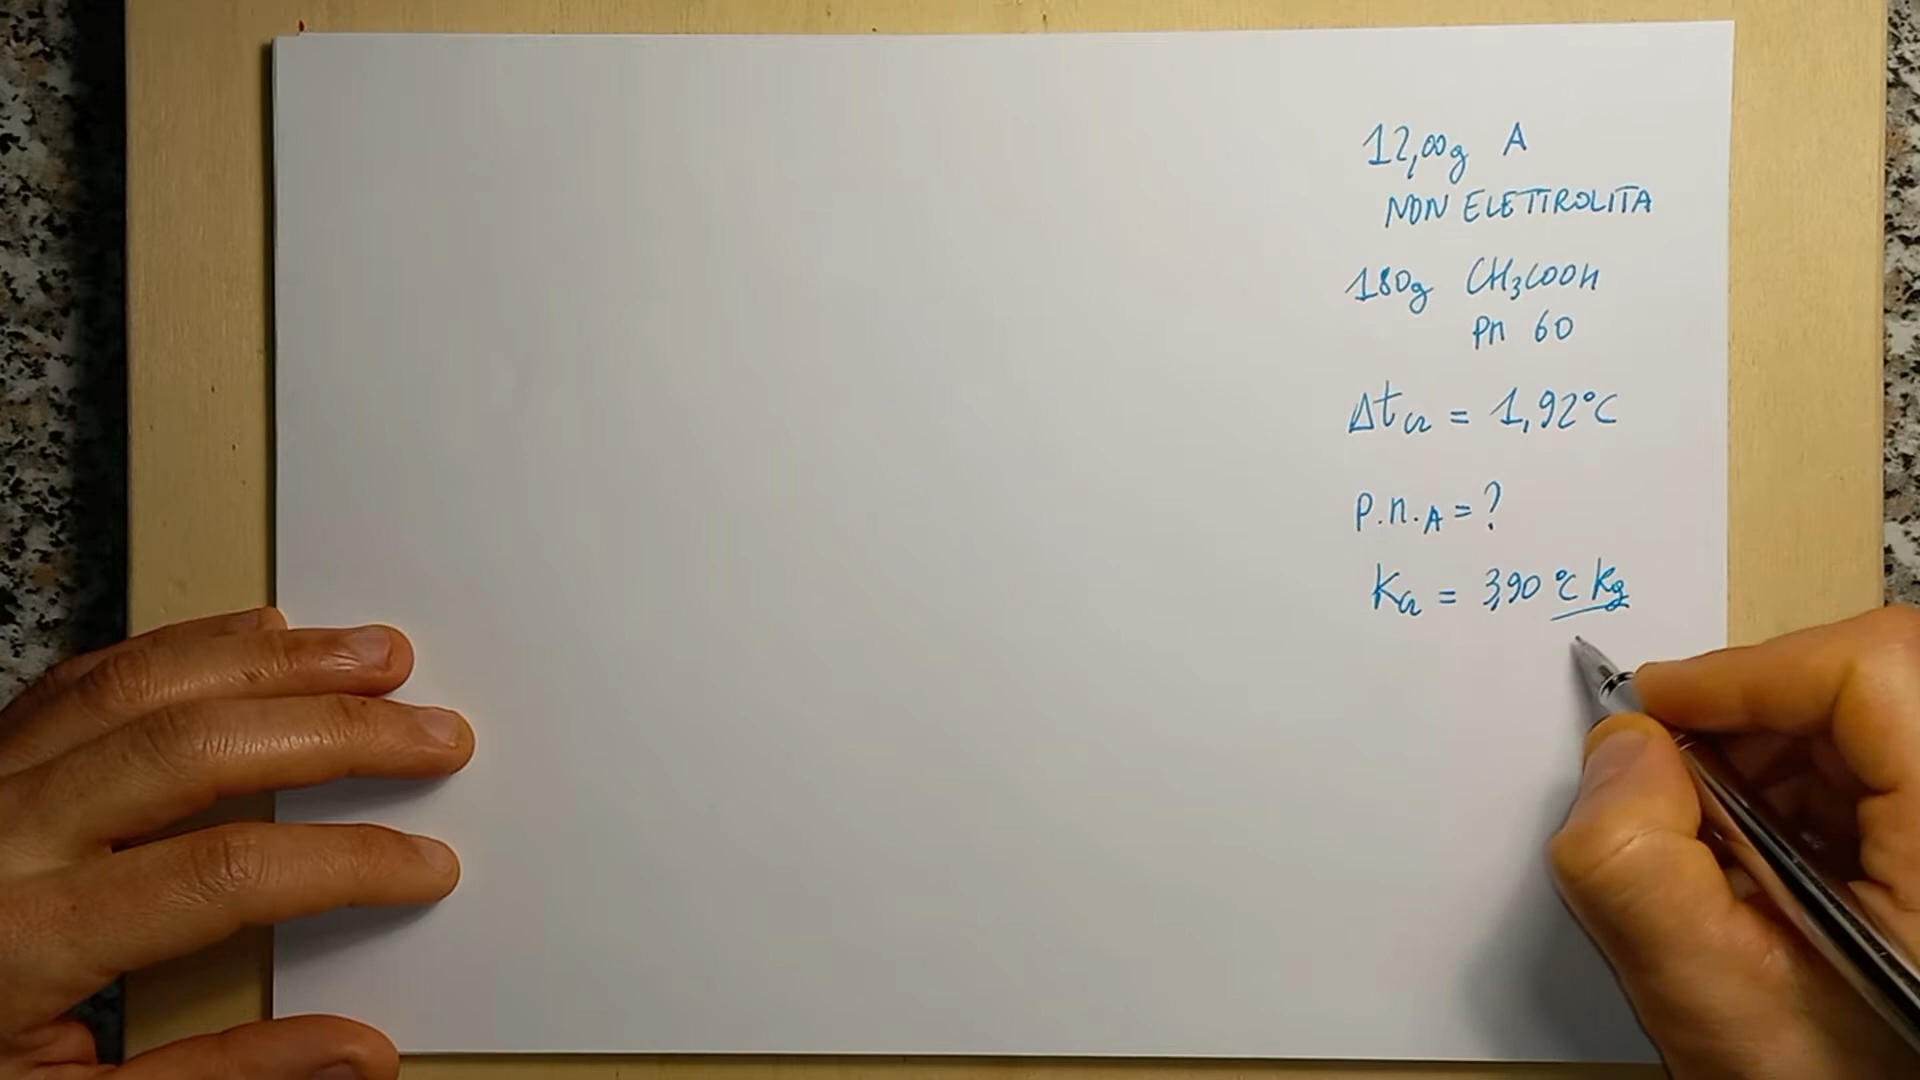 12,00g A
NON ELETTROLITA
180g CH₃COOH
PM 60
Δtcr = 1,92°C
P.M.A = ?
Kcr = 3,90 °C Kg